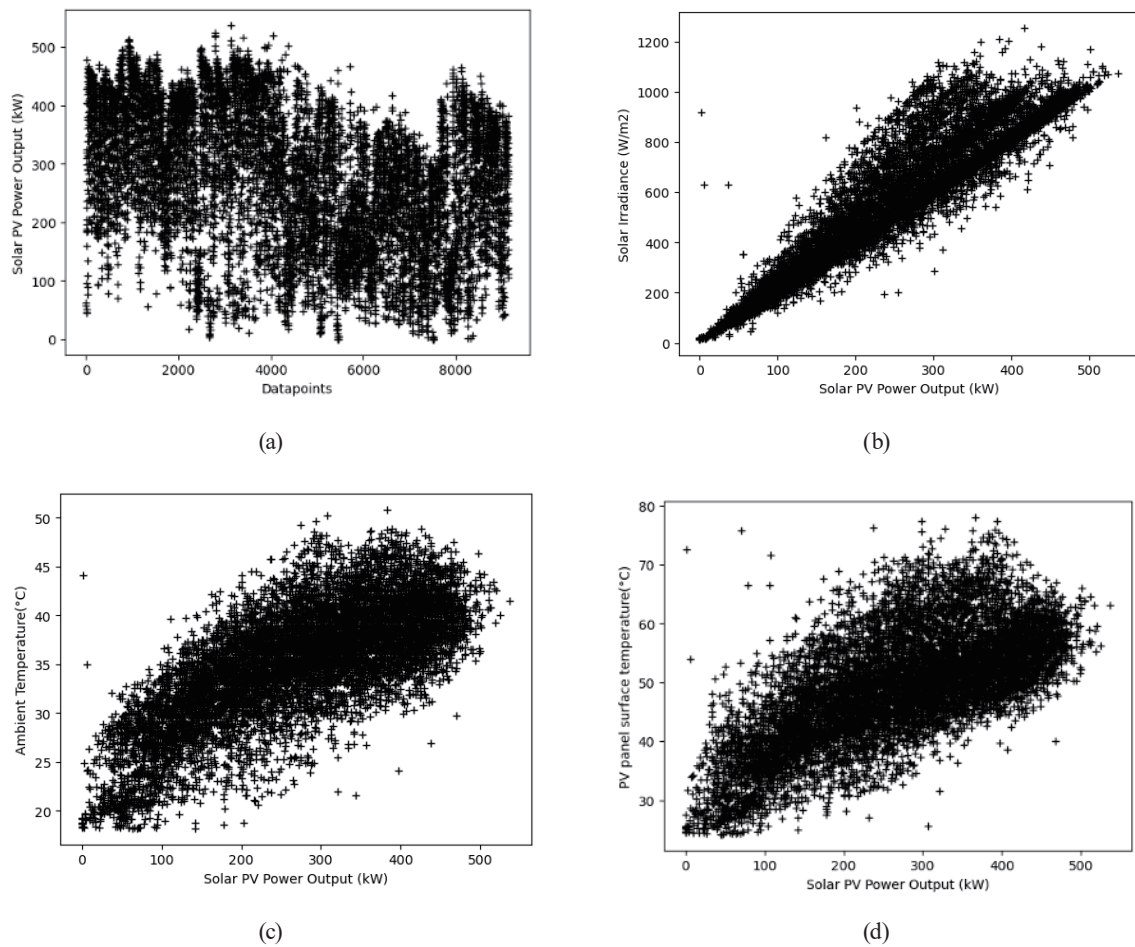 500
400
300
200
100
0
Solar PV Power Output (kW)
0 2000 4000 6000 8000
Datapoints
(a)
1200
1000
800
600
400
200
0
Solar Irradiance (W/m2)
0 100 200 300 400 500
Solar PV Power Output (kW)
(b)
50
45
40
35
30
25
20
Ambient Temperature(°C)
0 100 200 300 400 500
Solar PV Power Output (kW)
(c)
80
70
60
50
40
30
PV panel surface temperature(°C)
0 100 200 300 400 500
Solar PV Power Output (kW)
(d)